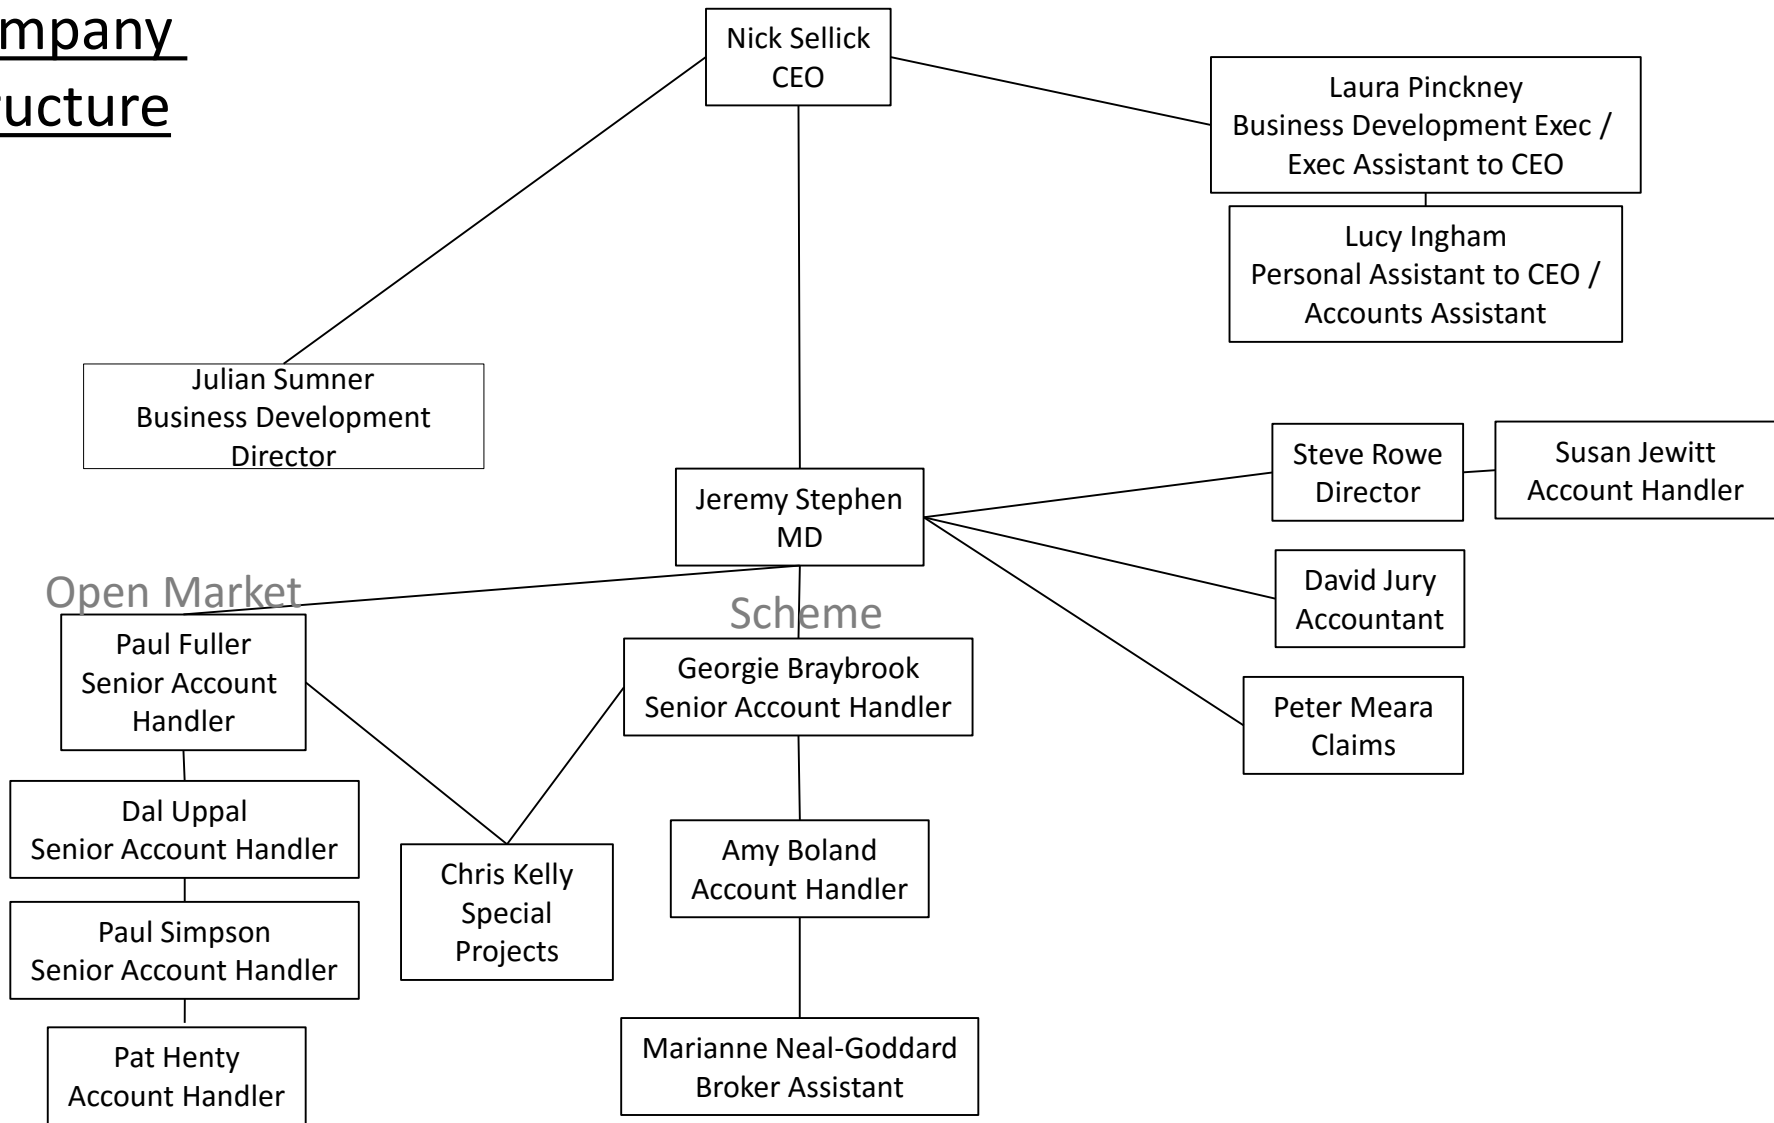 mpany
ucture
Nick Sellick
CEO
Laura Pinckney
Business Development Exec /
Exec Assistant to CEO
Lucy Ingham
Personal Assistant to CEO /
Accounts Assistant
Julian Sumner
Business Development
Director
Jeremy Stephen
MD
Steve Rowe
Director
Susan Jewitt
Account Handler
David Jury
Accountant
Peter Meara
Claims
Open Market
Scheme
Paul Fuller
Senior Account
Handler
Georgie Braybrook
Senior Account Handler
Dal Uppal
Senior Account Handler
Chris Kelly
Special
Projects
Amy Boland
Account Handler
Paul Simpson
Senior Account Handler
Pat Henty
Account Handler
Marianne Neal-Goddard
Broker Assistant